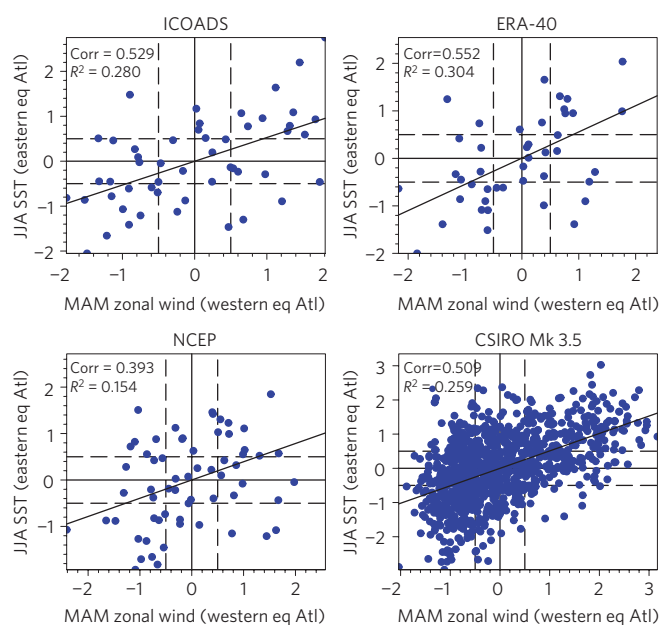 ICOADS
Corr = 0.529
R² = 0.280
2
1
0
−1
−2
−2 −1 0 1 2
JJA SST (eastern eq Atl)
MAM zonal wind (western eq Atl)
ERA-40
Corr=0.552
R² = 0.304
2
1
0
−1
−2
−2 −1 0 1 2
JJA SST (eastern eq Atl)
MAM zonal wind (western eq Atl)
NCEP
Corr = 0.393
R² = 0.154
2
1
0
−1
−2 −1 0 1 2
JJA SST (eastern eq Atl)
MAM zonal wind (western eq Atl)
CSIRO Mk 3.5
Corr=0.509
R² = 0.259
3
2
1
0
−1
−2
−2 −1 0 1 2 3
JJA SST (eastern eq Atl)
MAM zonal wind (western eq Atl)